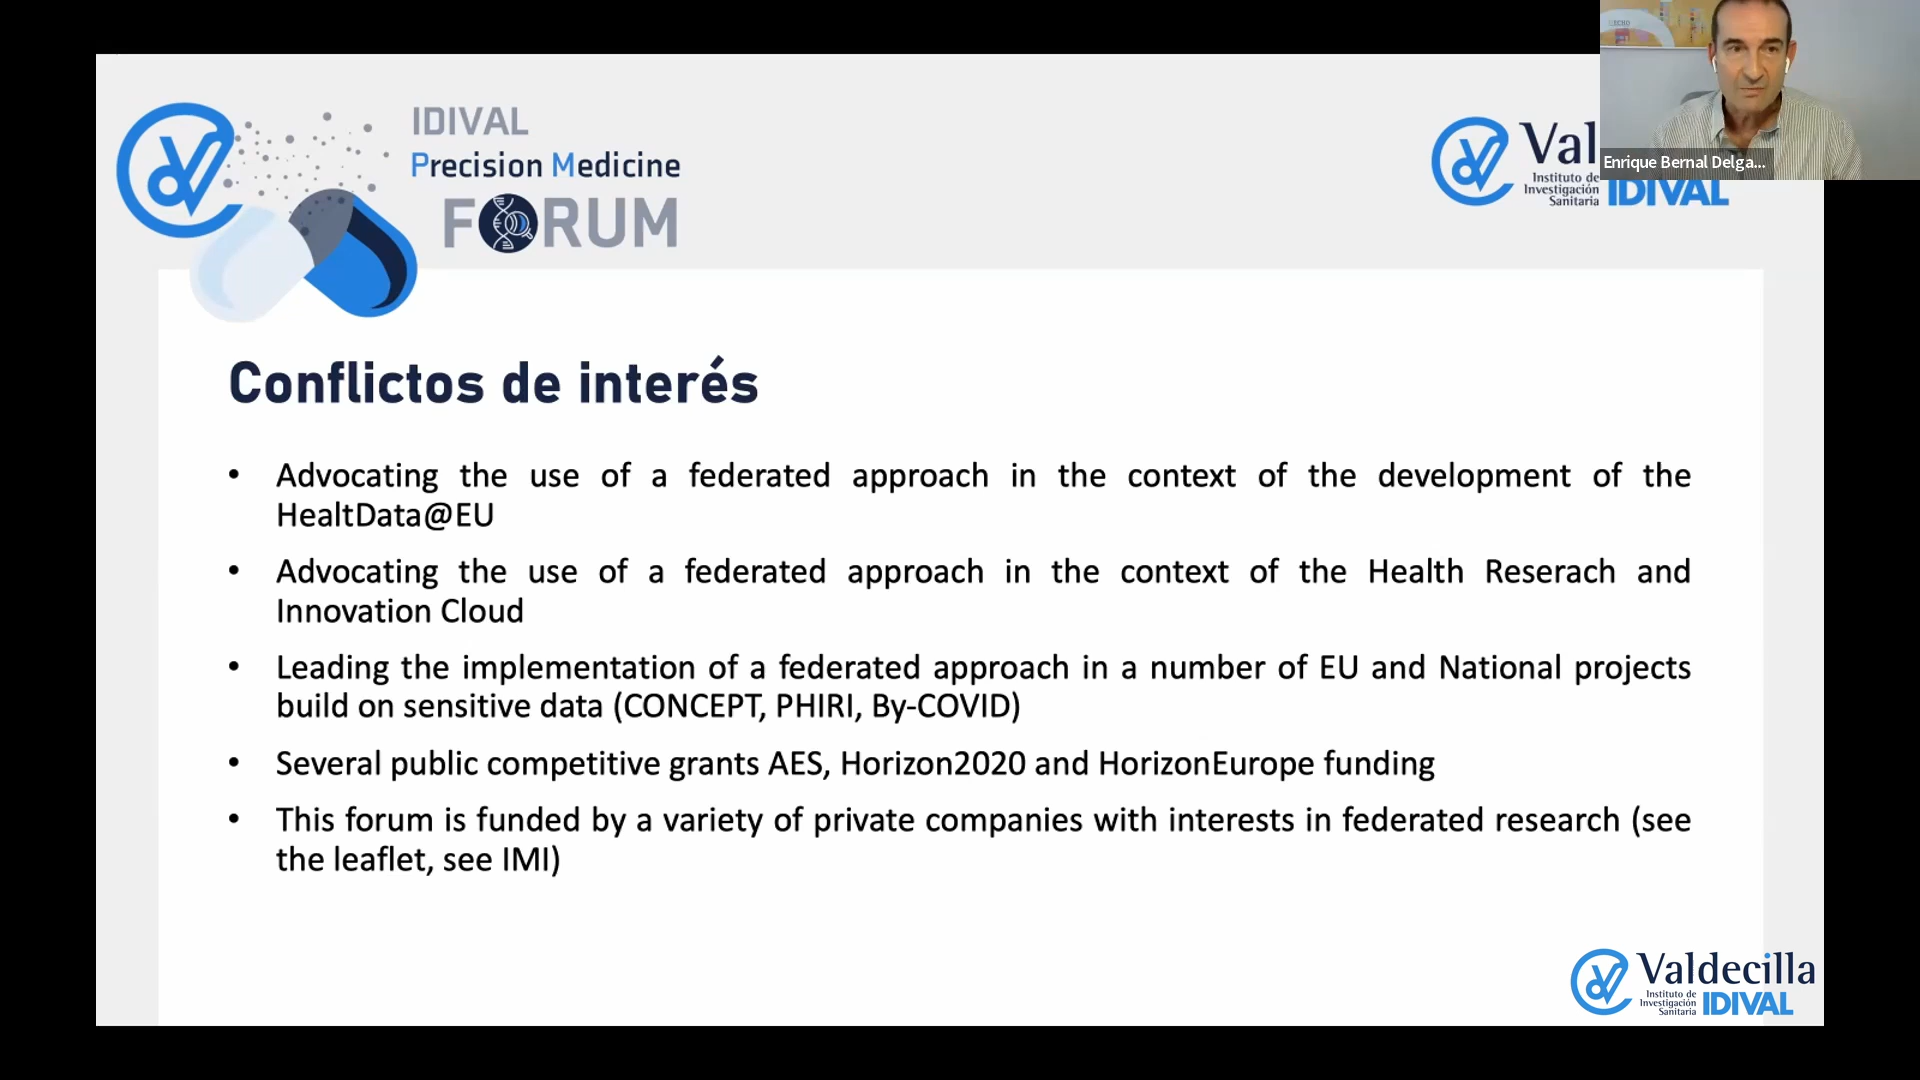 IDIVAL
Precision Medicine
FORUM
Val
Instituto de
Investigación
Sanitaria
IDIVAL
Enrique Bernal Delga...
Conflictos de interés
• Advocating the use of a federated approach in the context of the development of the
HealtData@EU
• Advocating the use of a federated approach in the context of the Health Reserach and
Innovation Cloud
• Leading the implementation of a federated approach in a number of EU and National projects
build on sensitive data (CONCEPT, PHIRI, By-COVID)
• Several public competitive grants AES, Horizon2020 and HorizonEurope funding
• This forum is funded by a variety of private companies with interests in federated research (see
the leaflet, see IMI)
Valdecilla
Instituto de
Investigación
Sanitaria
IDIVAL